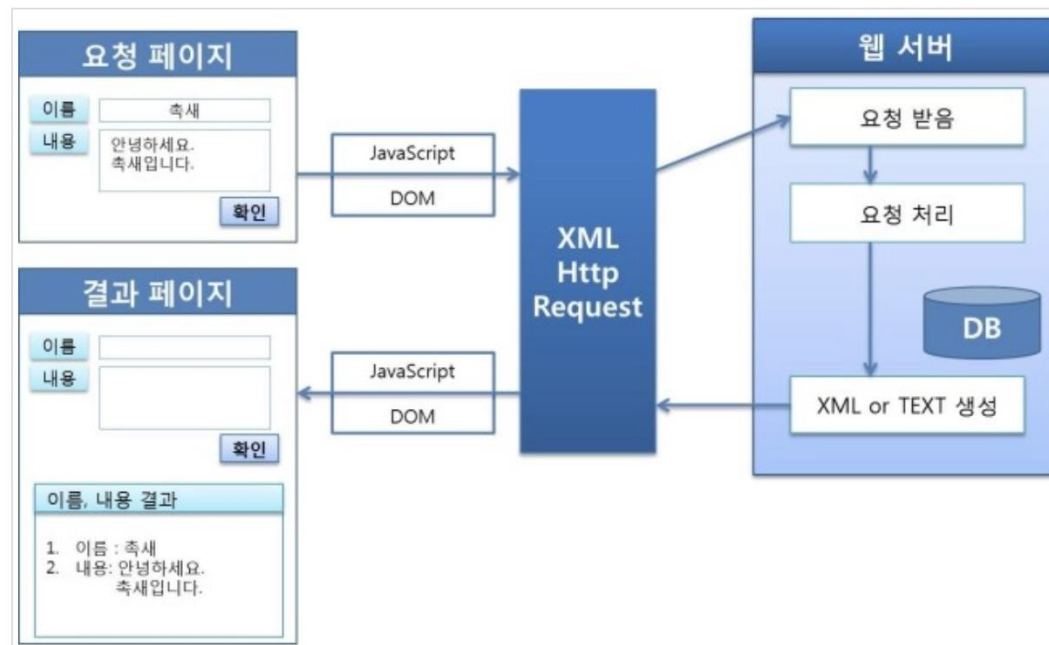 요청 페이지
이름
촉새
내용
안녕하세요.
촉새입니다.
확인
JavaScript
DOM
XML
Http
Request
웹 서버
요청 받음
요청 처리
DB
XML or TEXT 생성
JavaScript
DOM
결과 페이지
이름
내용
확인
이름, 내용 결과
1. 이름 : 촉새
2. 내용: 안녕하세요.
촉새입니다.